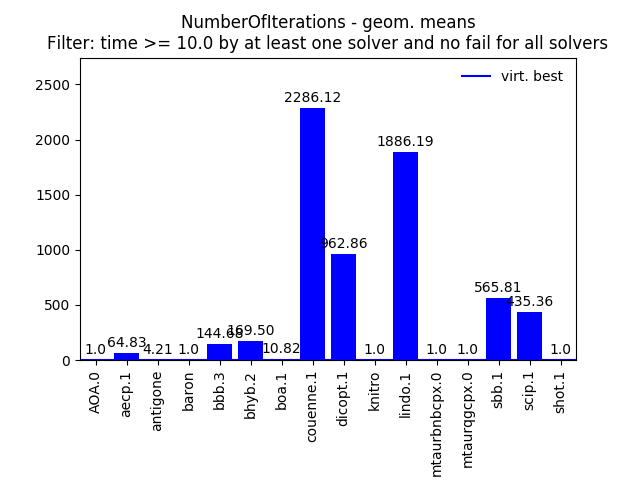 NumberOfIterations - geom. means
Filter: time >= 10.0 by at least one solver and no fail for all solvers
virt. best
2500
2000
1500
1000
500
0
1.0
64.83
4.21
1.0
144.68
169.50
10.82
2286.12
962.86
1.0
1886.19
1.0
1.0
565.81
435.36
1.0
AOA.0
aecp.1
antigone
baron
bbb.3
bhyb.2
boa.1
couenne.1
dicopt.1
knitro
lindo.1
mtaurbnbcpx.0
mtaurqgcpx.0
sbb.1
scip.1
shot.1